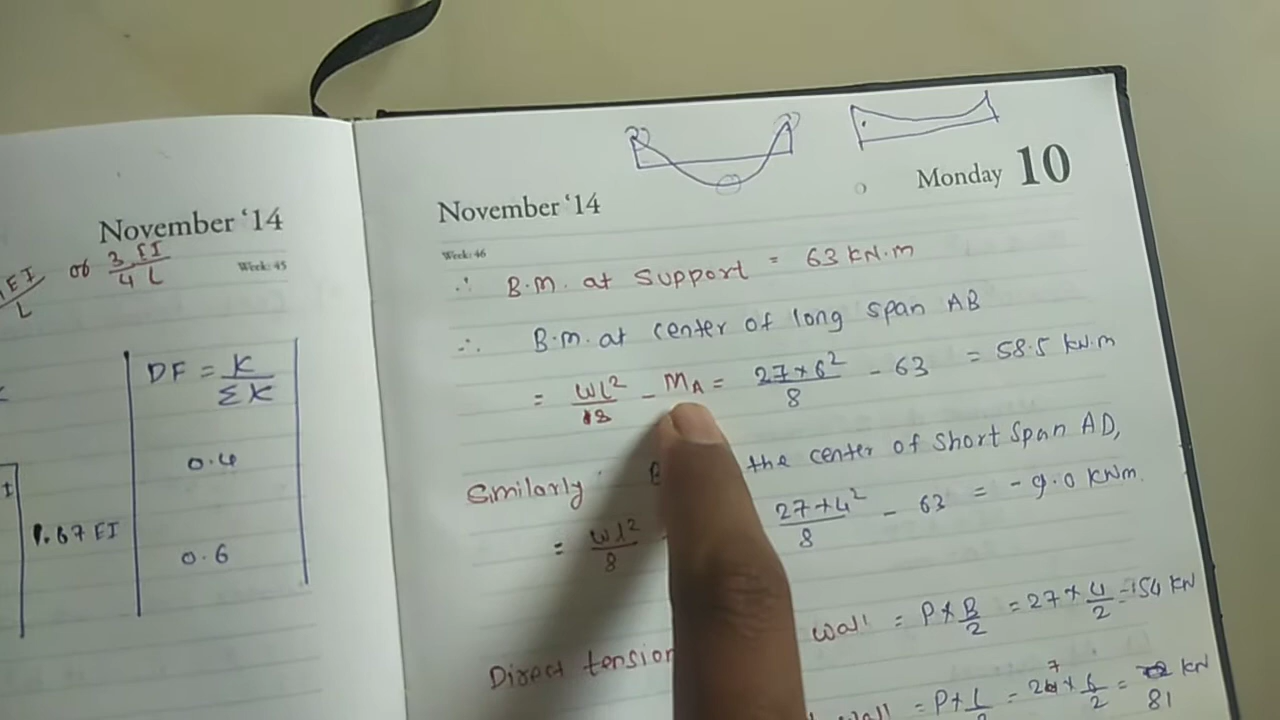 November '14
Week: 45
EI/L or 3/4 EI/L
DF = K/ΣK
0.4
1.67 EI
0.6
November '14
Monday 10
Week: 46
∴ B.M. at support = 63 KN.m
∴ B.M. at center of long span AB
= wl²/8 - MA = 27×6²/8 - 63 = 58.5 KN.m
Similarly the center of short span AD,
= wl²/8 - 27×4²/8 - 63 = -9.0 KNm.
Direct tension wall = P×B/2 = 27×4/2 = 54 KN
wall = P×L/2 = 27×6/2 = 81 KN